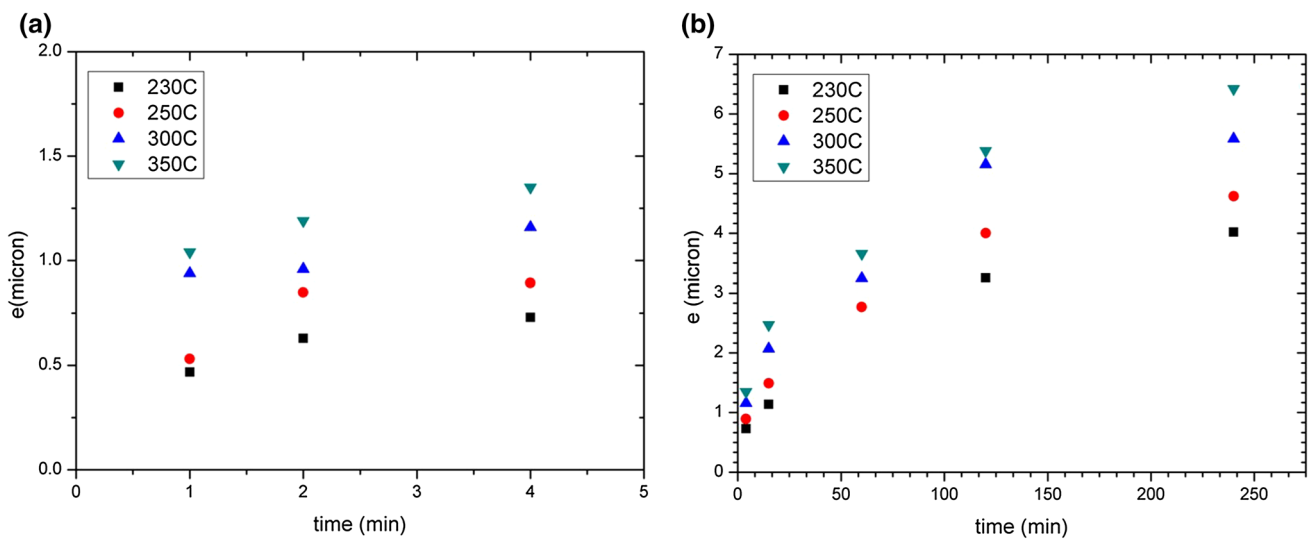 (a)
2.0
1.5
1.0
0.5
0.0
e(micron)
230C
250C
300C
350C
0 1 2 3 4 5
time (min)
(b)
7
6
5
4
3
2
1
0
e (micron)
230C
250C
300C
350C
0 50 100 150 200 250
time (min)